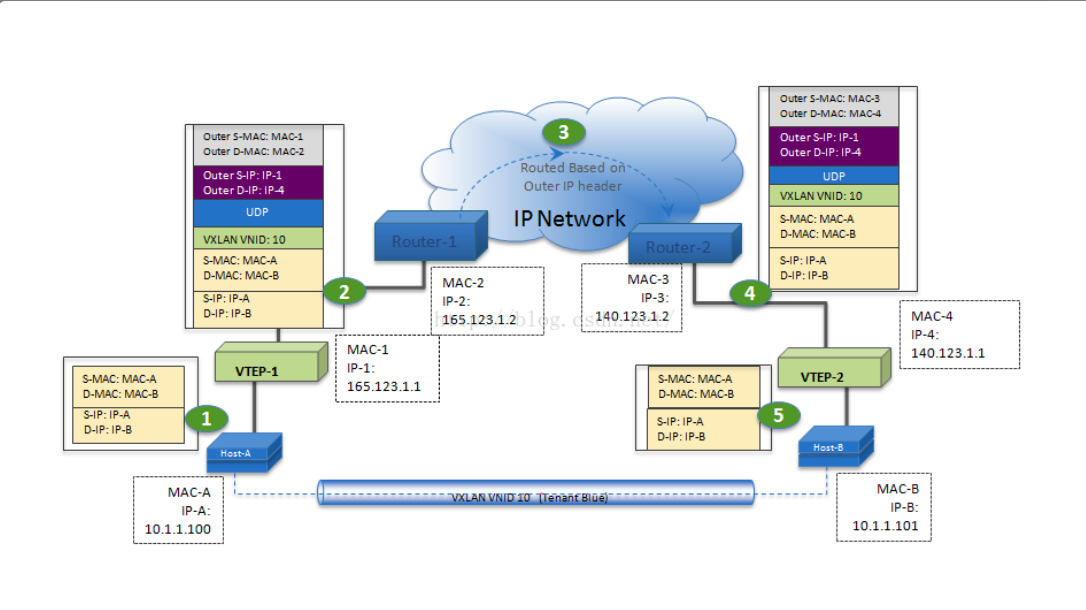 Outer S-MAC: MAC-1
Outer D-MAC: MAC-2
Outer S-IP: IP-1
Outer D-IP: IP-4
UDP
VXLAN VNID: 10
S-MAC: MAC-A
D-MAC: MAC-B
S-IP: IP-A
D-IP: IP-B
2
3
Routed Based on
Outer IP header
IP Network
Router-1
Router-2
Outer S-MAC: MAC-3
Outer D-MAC: MAC-4
Outer S-IP: IP-1
Outer D-IP: IP-4
UDP
VXLAN VNID: 10
S-MAC: MAC-A
D-MAC: MAC-B
S-IP: IP-A
D-IP: IP-B
4
MAC-2
IP-2:
165.123.1.2
MAC-3
IP-3:
140.123.1.2
http://blog.csdn.net/
MAC-4
IP-4:
140.123.1.1
VTEP-1
MAC-1
IP-1:
165.123.1.1
VTEP-2
S-MAC: MAC-A
D-MAC: MAC-B
S-IP: IP-A
D-IP: IP-B
1
Host-A
S-MAC: MAC-A
D-MAC: MAC-B
S-IP: IP-A
D-IP: IP-B
5
Host-B
MAC-A
IP-A:
10.1.1.100
VXLAN VNID 10 (Tenant Blue)
MAC-B
IP-B:
10.1.1.101